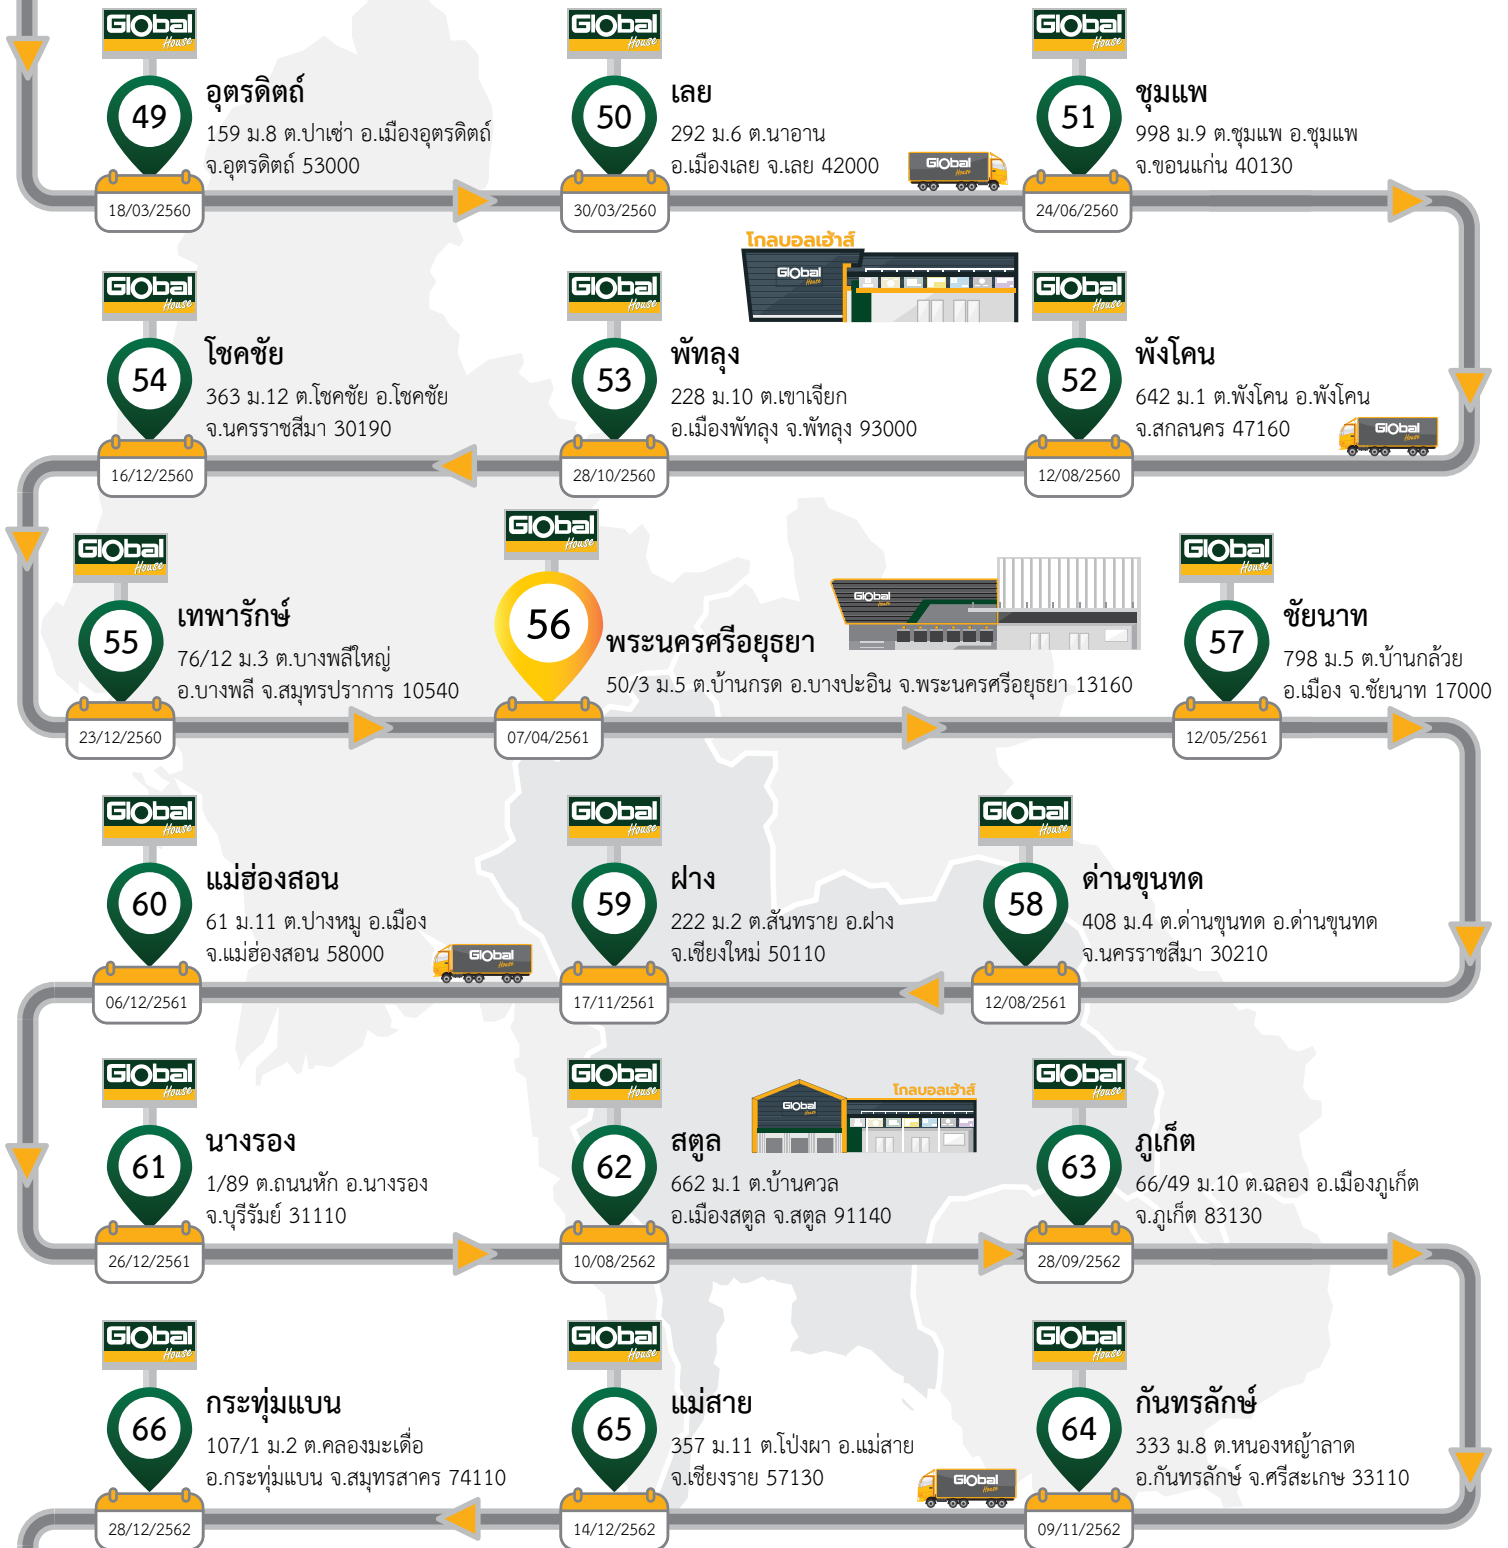 Global
House
49
อุตรดิตถ์
159 ม.8 ต.ป่าเซ่า อ.เมืองอุตรดิตถ์
จ.อุตรดิตถ์ 53000
18/03/2560
Global
House
50
เลย
292 ม.6 ต.นาอาน
อ.เมืองเลย จ.เลย 42000
30/03/2560
Global
House
Global
House
51
ชุมแพ
998 ม.9 ต.ชุมแพ อ.ชุมแพ
จ.ขอนแก่น 40130
24/06/2560
โกลบอลเฮ้าส์
Global
House
Global
House
52
พังโคน
642 ม.1 ต.พังโคน อ.พังโคน
จ.สกลนคร 47160
12/08/2560
Global
House
Global
House
53
พัทลุง
228 ม.10 ต.เขาเจียก
อ.เมืองพัทลุง จ.พัทลุง 93000
28/10/2560
Global
House
54
โชคชัย
363 ม.12 ต.โชคชัย อ.โชคชัย
จ.นครราชสีมา 30190
16/12/2560
Global
House
55
เทพารักษ์
76/12 ม.3 ต.บางพลีใหญ่
อ.บางพลี จ.สมุทรปราการ 10540
23/12/2560
Global
House
56
พระนครศรีอยุธยา
50/3 ม.5 ต.บ้านกรด อ.บางปะอิน จ.พระนครศรีอยุธยา 13160
07/04/2561
Global
House
Global
House
57
ชัยนาท
798 ม.5 ต.บ้านกล้วย
อ.เมือง จ.ชัยนาท 17000
12/05/2561
Global
House
58
ด่านขุนทด
408 ม.4 ต.ด่านขุนทด อ.ด่านขุนทด
จ.นครราชสีมา 30210
12/08/2561
Global
House
59
ฝาง
222 ม.2 ต.สันทราย อ.ฝาง
จ.เชียงใหม่ 50110
17/11/2561
Global
House
Global
House
60
แม่ฮ่องสอน
61 ม.11 ต.ปางหมู อ.เมือง
จ.แม่ฮ่องสอน 58000
06/12/2561
Global
House
61
นางรอง
1/89 ต.ถนนหัก อ.นางรอง
จ.บุรีรัมย์ 31110
26/12/2561
Global
House
62
สตูล
662 ม.1 ต.บ้านควล
อ.เมืองสตูล จ.สตูล 91140
10/08/2562
โกลบอลเฮ้าส์
Global
House
Global
House
63
ภูเก็ต
66/49 ม.10 ต.ฉลอง อ.เมืองภูเก็ต
จ.ภูเก็ต 83130
28/09/2562
Global
House
64
กันทรลักษ์
333 ม.8 ต.หนองหญ้าลาด
อ.กันทรลักษ์ จ.ศรีสะเกษ 33110
09/11/2562
Global
House
Global
House
65
แม่สาย
357 ม.11 ต.โป่งผา อ.แม่สาย
จ.เชียงราย 57130
14/12/2562
Global
House
66
กระทุ่มแบน
107/1 ม.2 ต.คลองมะเดื่อ
อ.กระทุ่มแบน จ.สมุทรสาคร 74110
28/12/2562